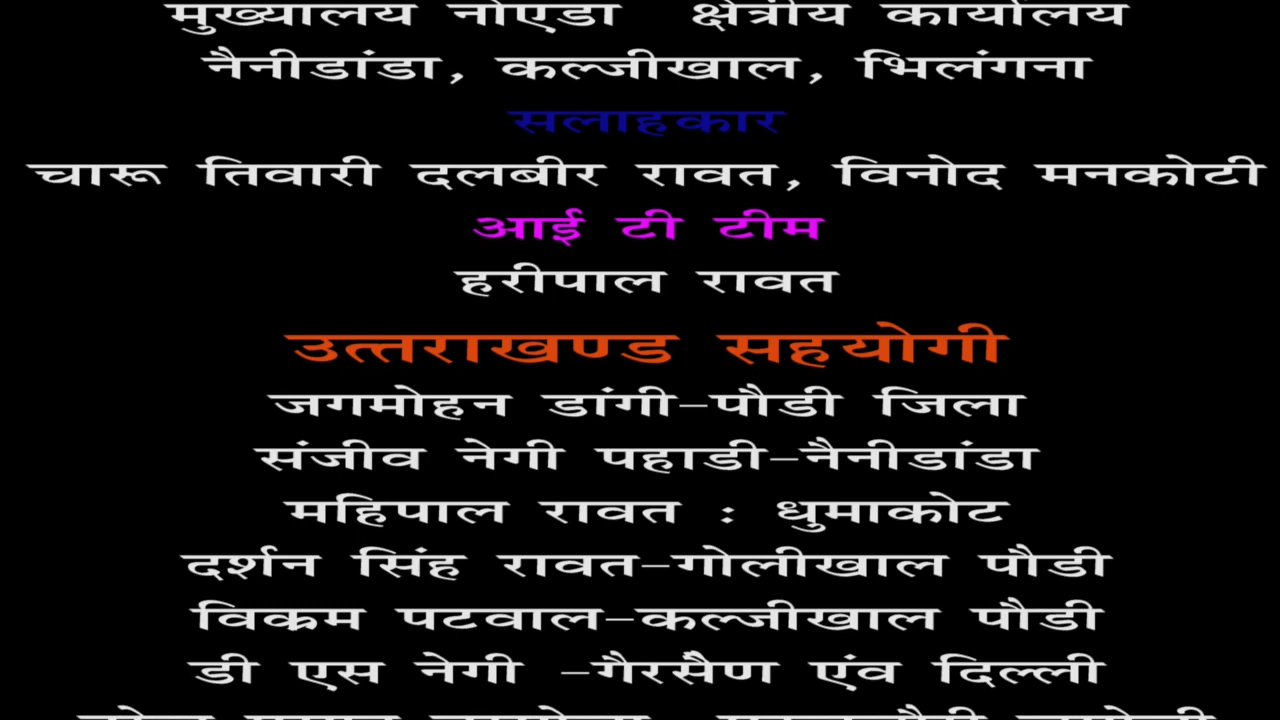 मुख्यालय नोएडा क्षेत्रीय कार्यालय
नैनीडांडा, कल्जीखाल, भिलंगना
सलाहकार
चारू तिवारी दलबीर रावत, विनोद मनकोटी
आई टी टीम
हरीपाल रावत
उत्तराखण्ड सहयोगी
जगमोहन डांगी-पौडी जिला
संजीव नेगी पहाडी-नैनीडांडा
महिपाल रावत : धुमाकोट
दर्शन सिंह रावत-गोलीखाल पौडी
विक्रम पटवाल-कल्जीखाल पौडी
डी एस नेगी -गैरसैण एंव दिल्ली